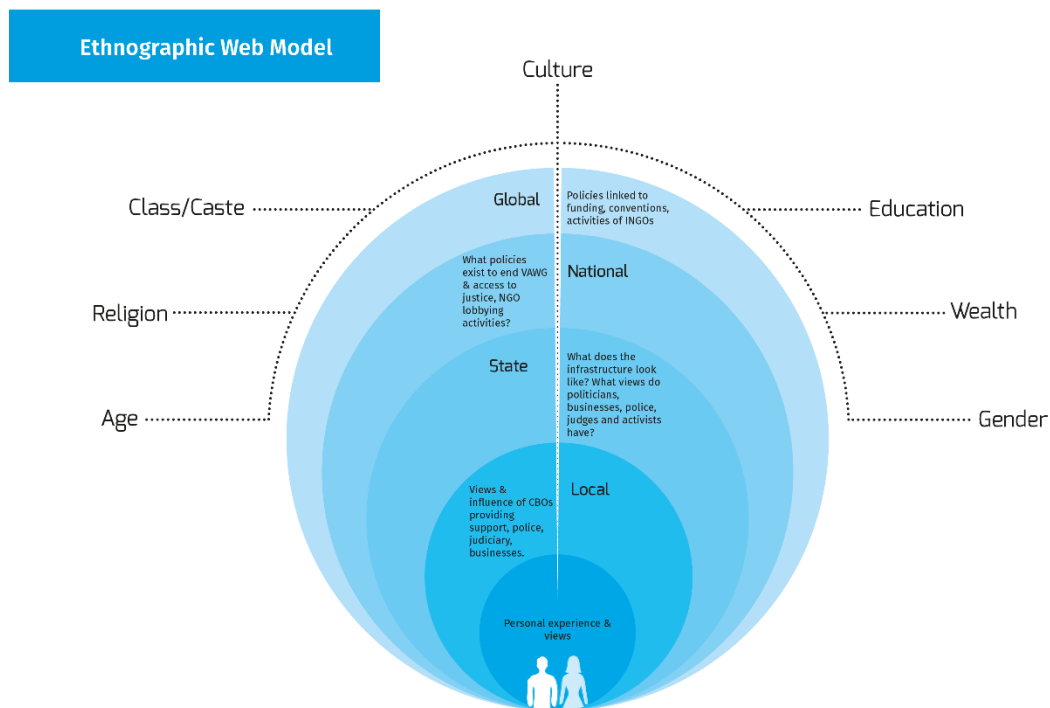 Ethnographic Web Model
Culture
Class/Caste
Education
Religion
Wealth
Age
Gender
Global
Policies linked to
funding, conventions,
activities of INGOs
What policies
exist to end VAWG
& access to
justice, NGO
lobbying
activities?
National
State
What does the
infrastructure look
like? What views do
politicians,
businesses, police,
judges and activists
have?
Views &
influence of CBOs
providing
support, police,
judiciary,
businesses.
Local
Personal experience &
views